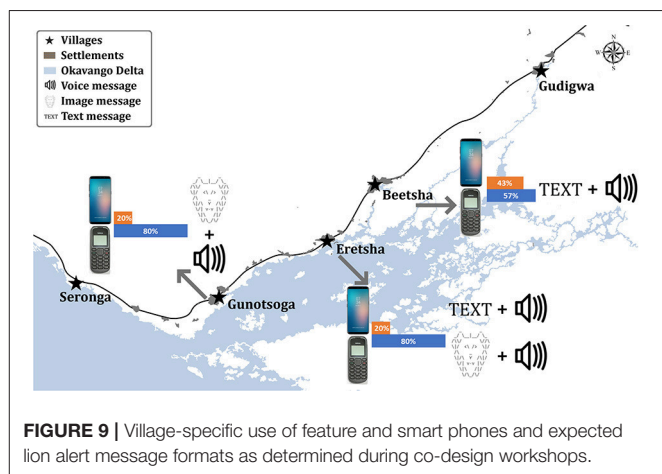 Villages
Settlements
Okavango Delta
Voice message
Image message
TEXT Text message
N
W E
S
Gudigwa
Beetsha
43%
57%
TEXT +
20%
80%
+
Eretsha
Seronga
Gunotsoga
TEXT +
20%
80%
+
FIGURE 9 | Village-specific use of feature and smart phones and expected
lion alert message formats as determined during co-design workshops.